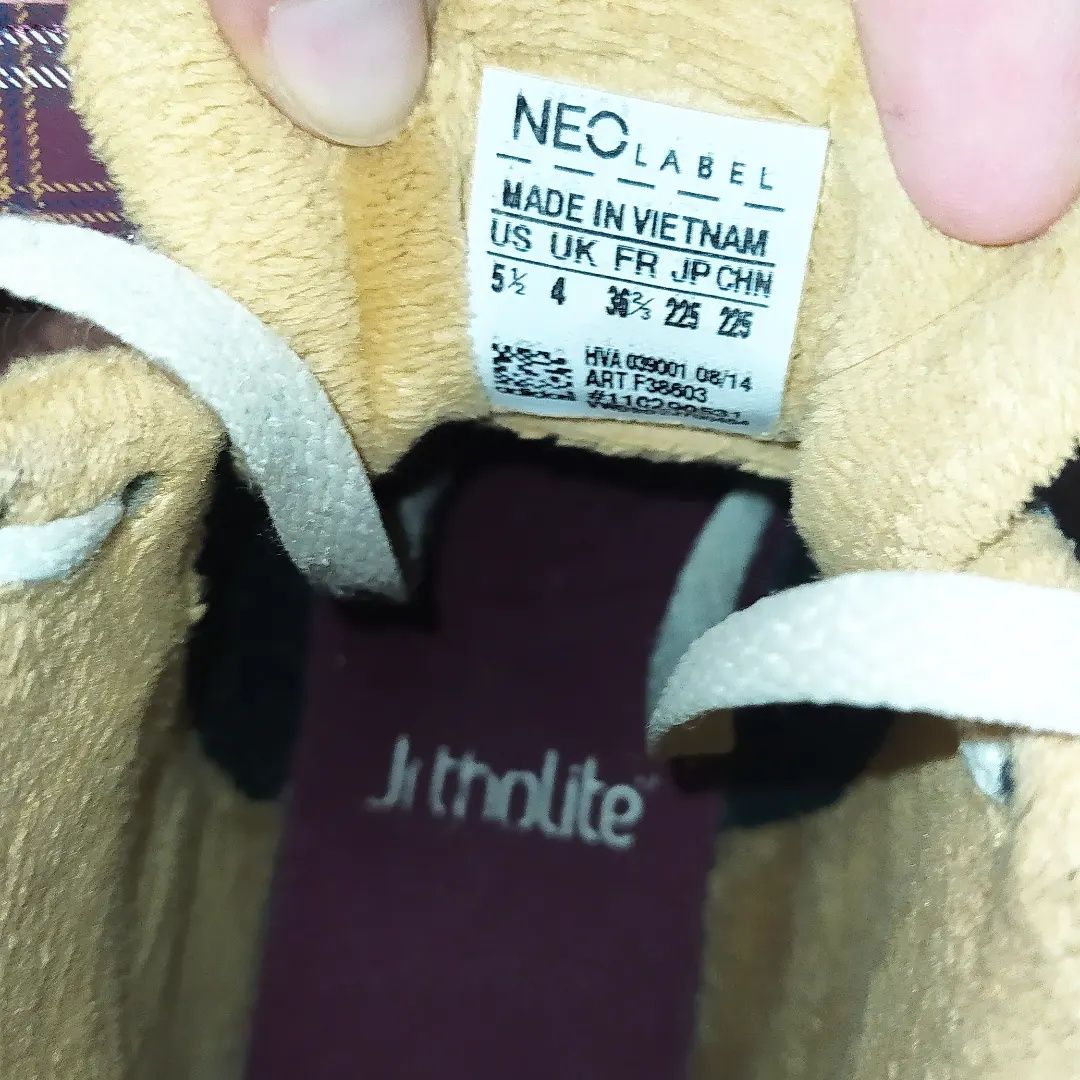 NEO LABEL
MADE IN VIETNAM
US UK FR JP CHN
5½ 4 36⅔ 225 225
HVA 039001 08/14
ART F38603
adidas